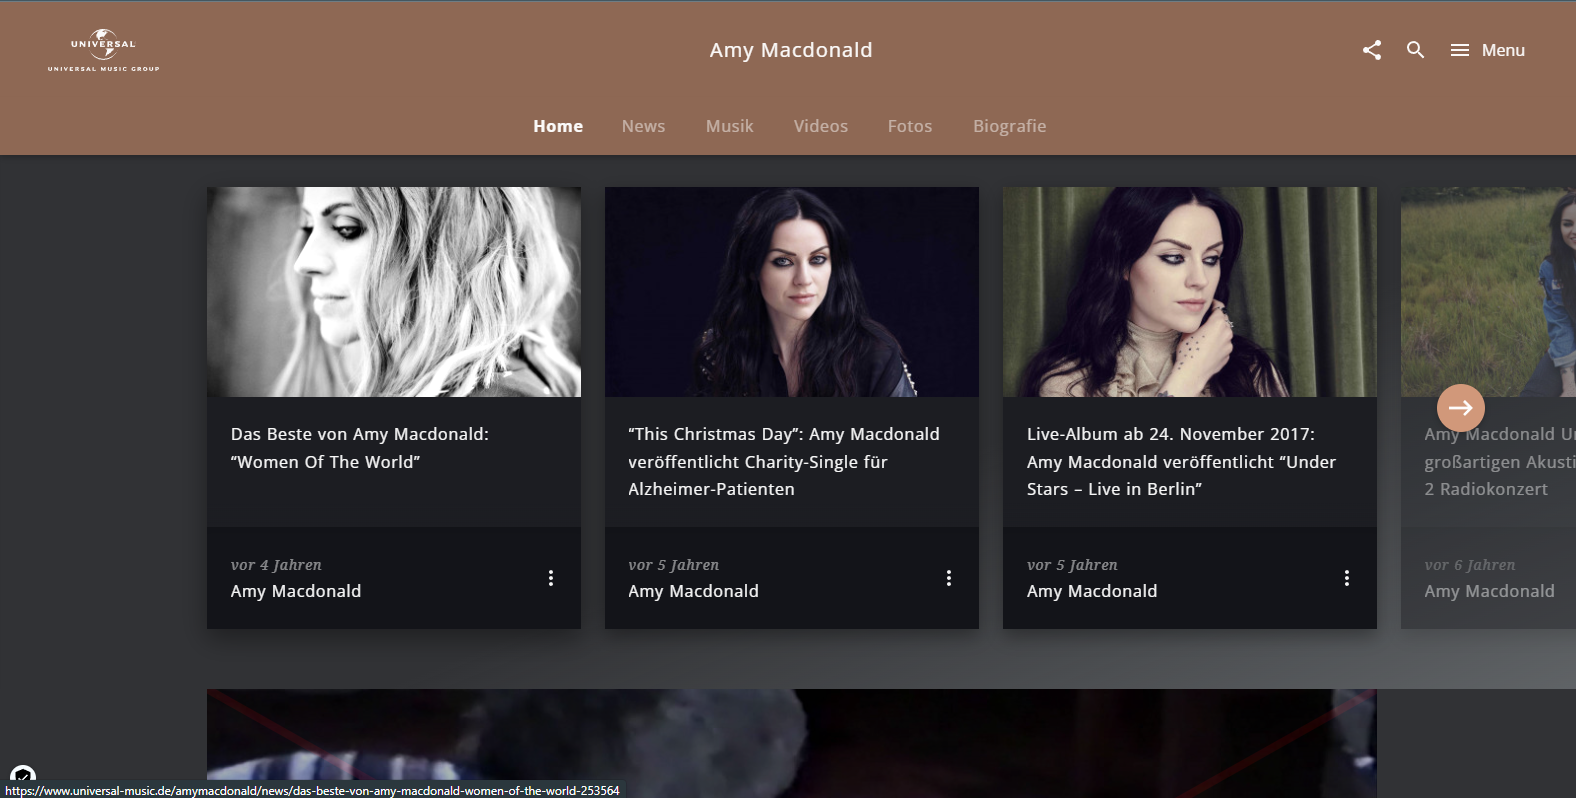 UNIVERSAL
UNIVERSAL MUSIC GROUP
Amy Macdonald
Menu
Home
News
Musik
Videos
Fotos
Biografie
Das Beste von Amy Macdonald:
“Women Of The World”
vor 4 Jahren
Amy Macdonald
“This Christmas Day”: Amy Macdonald
veröffentlicht Charity-Single für
Alzheimer-Patienten
vor 5 Jahren
Amy Macdonald
Live-Album ab 24. November 2017:
Amy Macdonald veröffentlicht “Under
Stars – Live in Berlin”
vor 5 Jahren
Amy Macdonald
Amy Macdonald
großartigen
2 Radiokonzert
vor 6 Jahren
Amy Macdonald
https://www.universal-music.de/amymacdonald/news/das-beste-von-amy-macdonald-women-of-the-world-253564